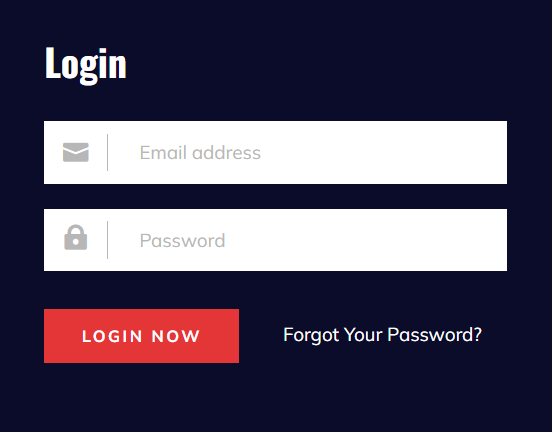 Login
Email address
Password
LOGIN NOW
Forgot Your Password?